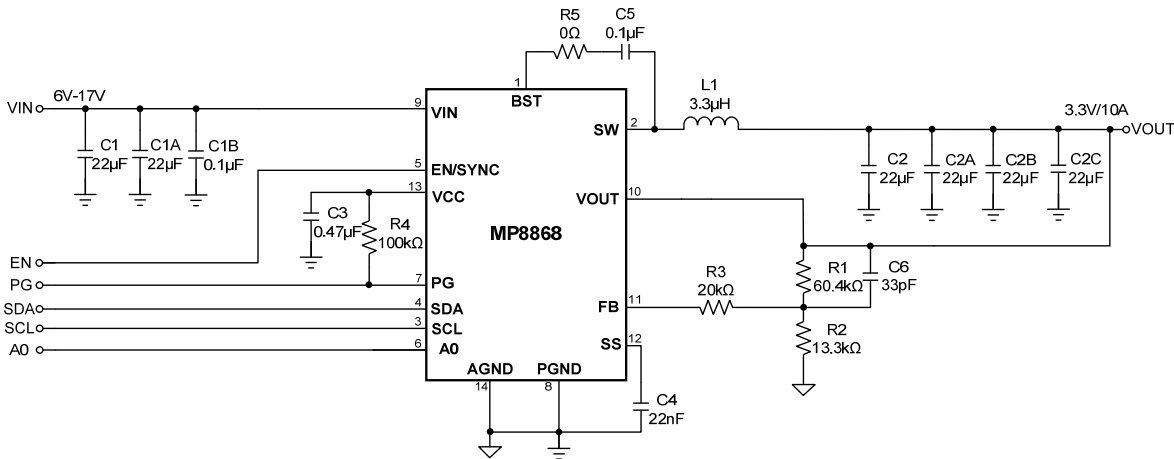 R5
0Ω
C5
0.1µF
1
BST
L1
3.3µH
VIN
6V-17V
9
VIN
SW
2
3.3V/10A
VOUT
C1
22µF
C1A
22µF
C1B
0.1µF
5
EN/SYNC
C2
22µF
C2A
22µF
C2B
22µF
C2C
22µF
13
VCC
VOUT
10
C3
0.47µF
R4
100kΩ
MP8868
EN
PG
7
PG
R3
20kΩ
R1
60.4kΩ
C6
33pF
SDA
4
SDA
FB
11
SCL
3
SCL
R2
13.3kΩ
A0
6
A0
SS
12
AGND
PGND
14
8
C4
22nF